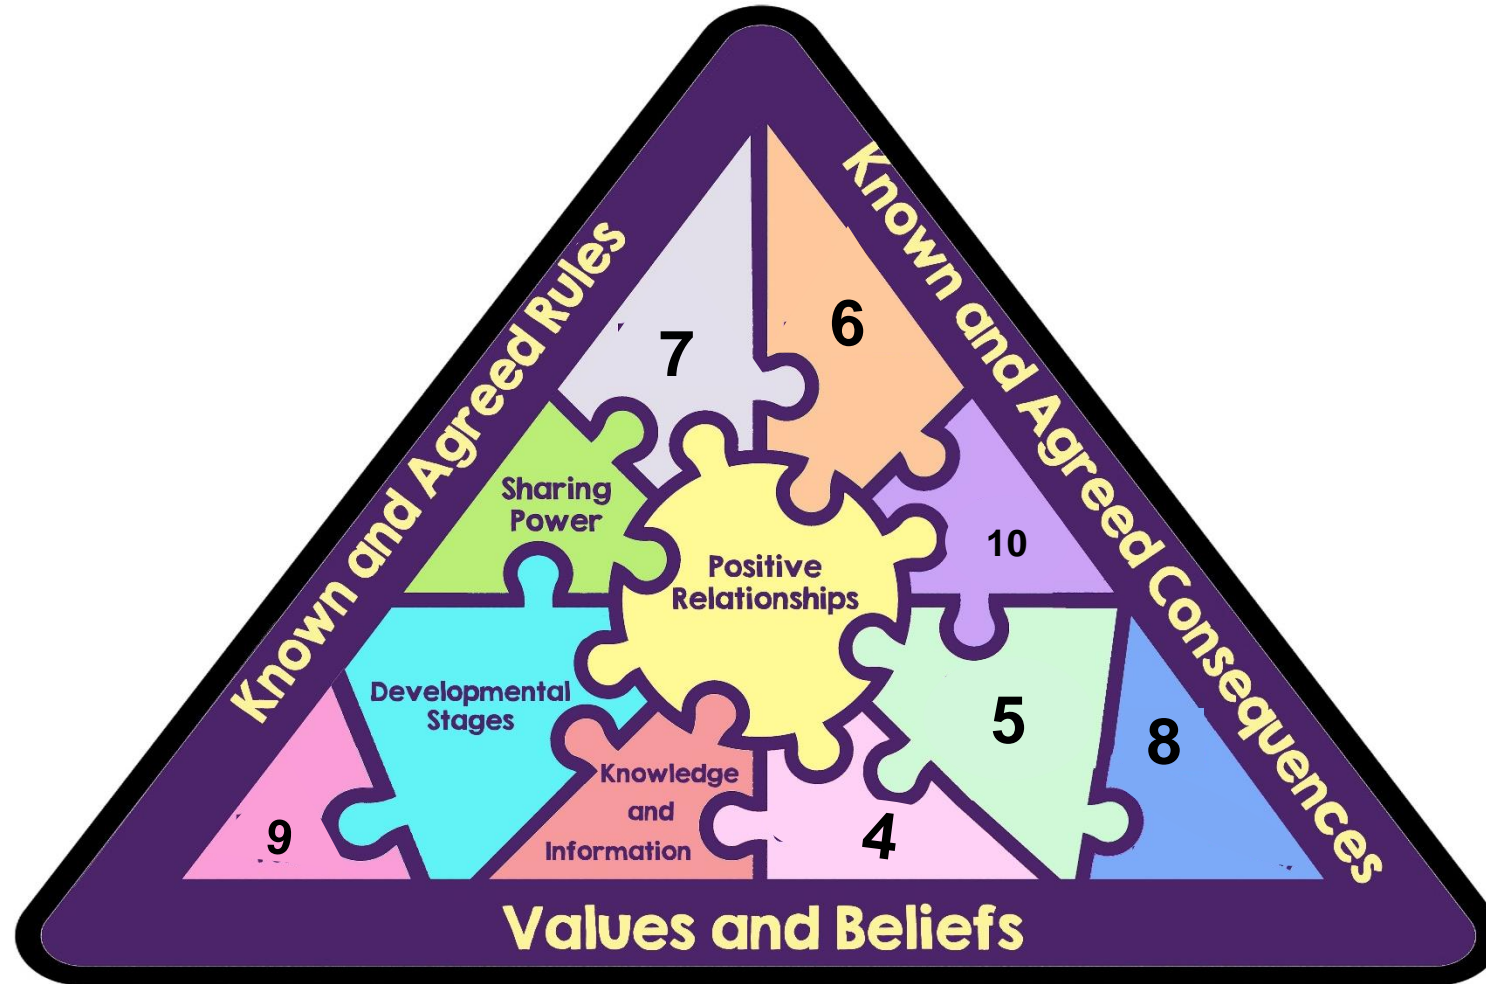 Known and Agreed Rules
Known and Agreed Consequences
7
6
Sharing
Power
10
Positive
Relationships
Developmental
Stages
5
8
Knowledge
and
Information
9
4
Values and Beliefs